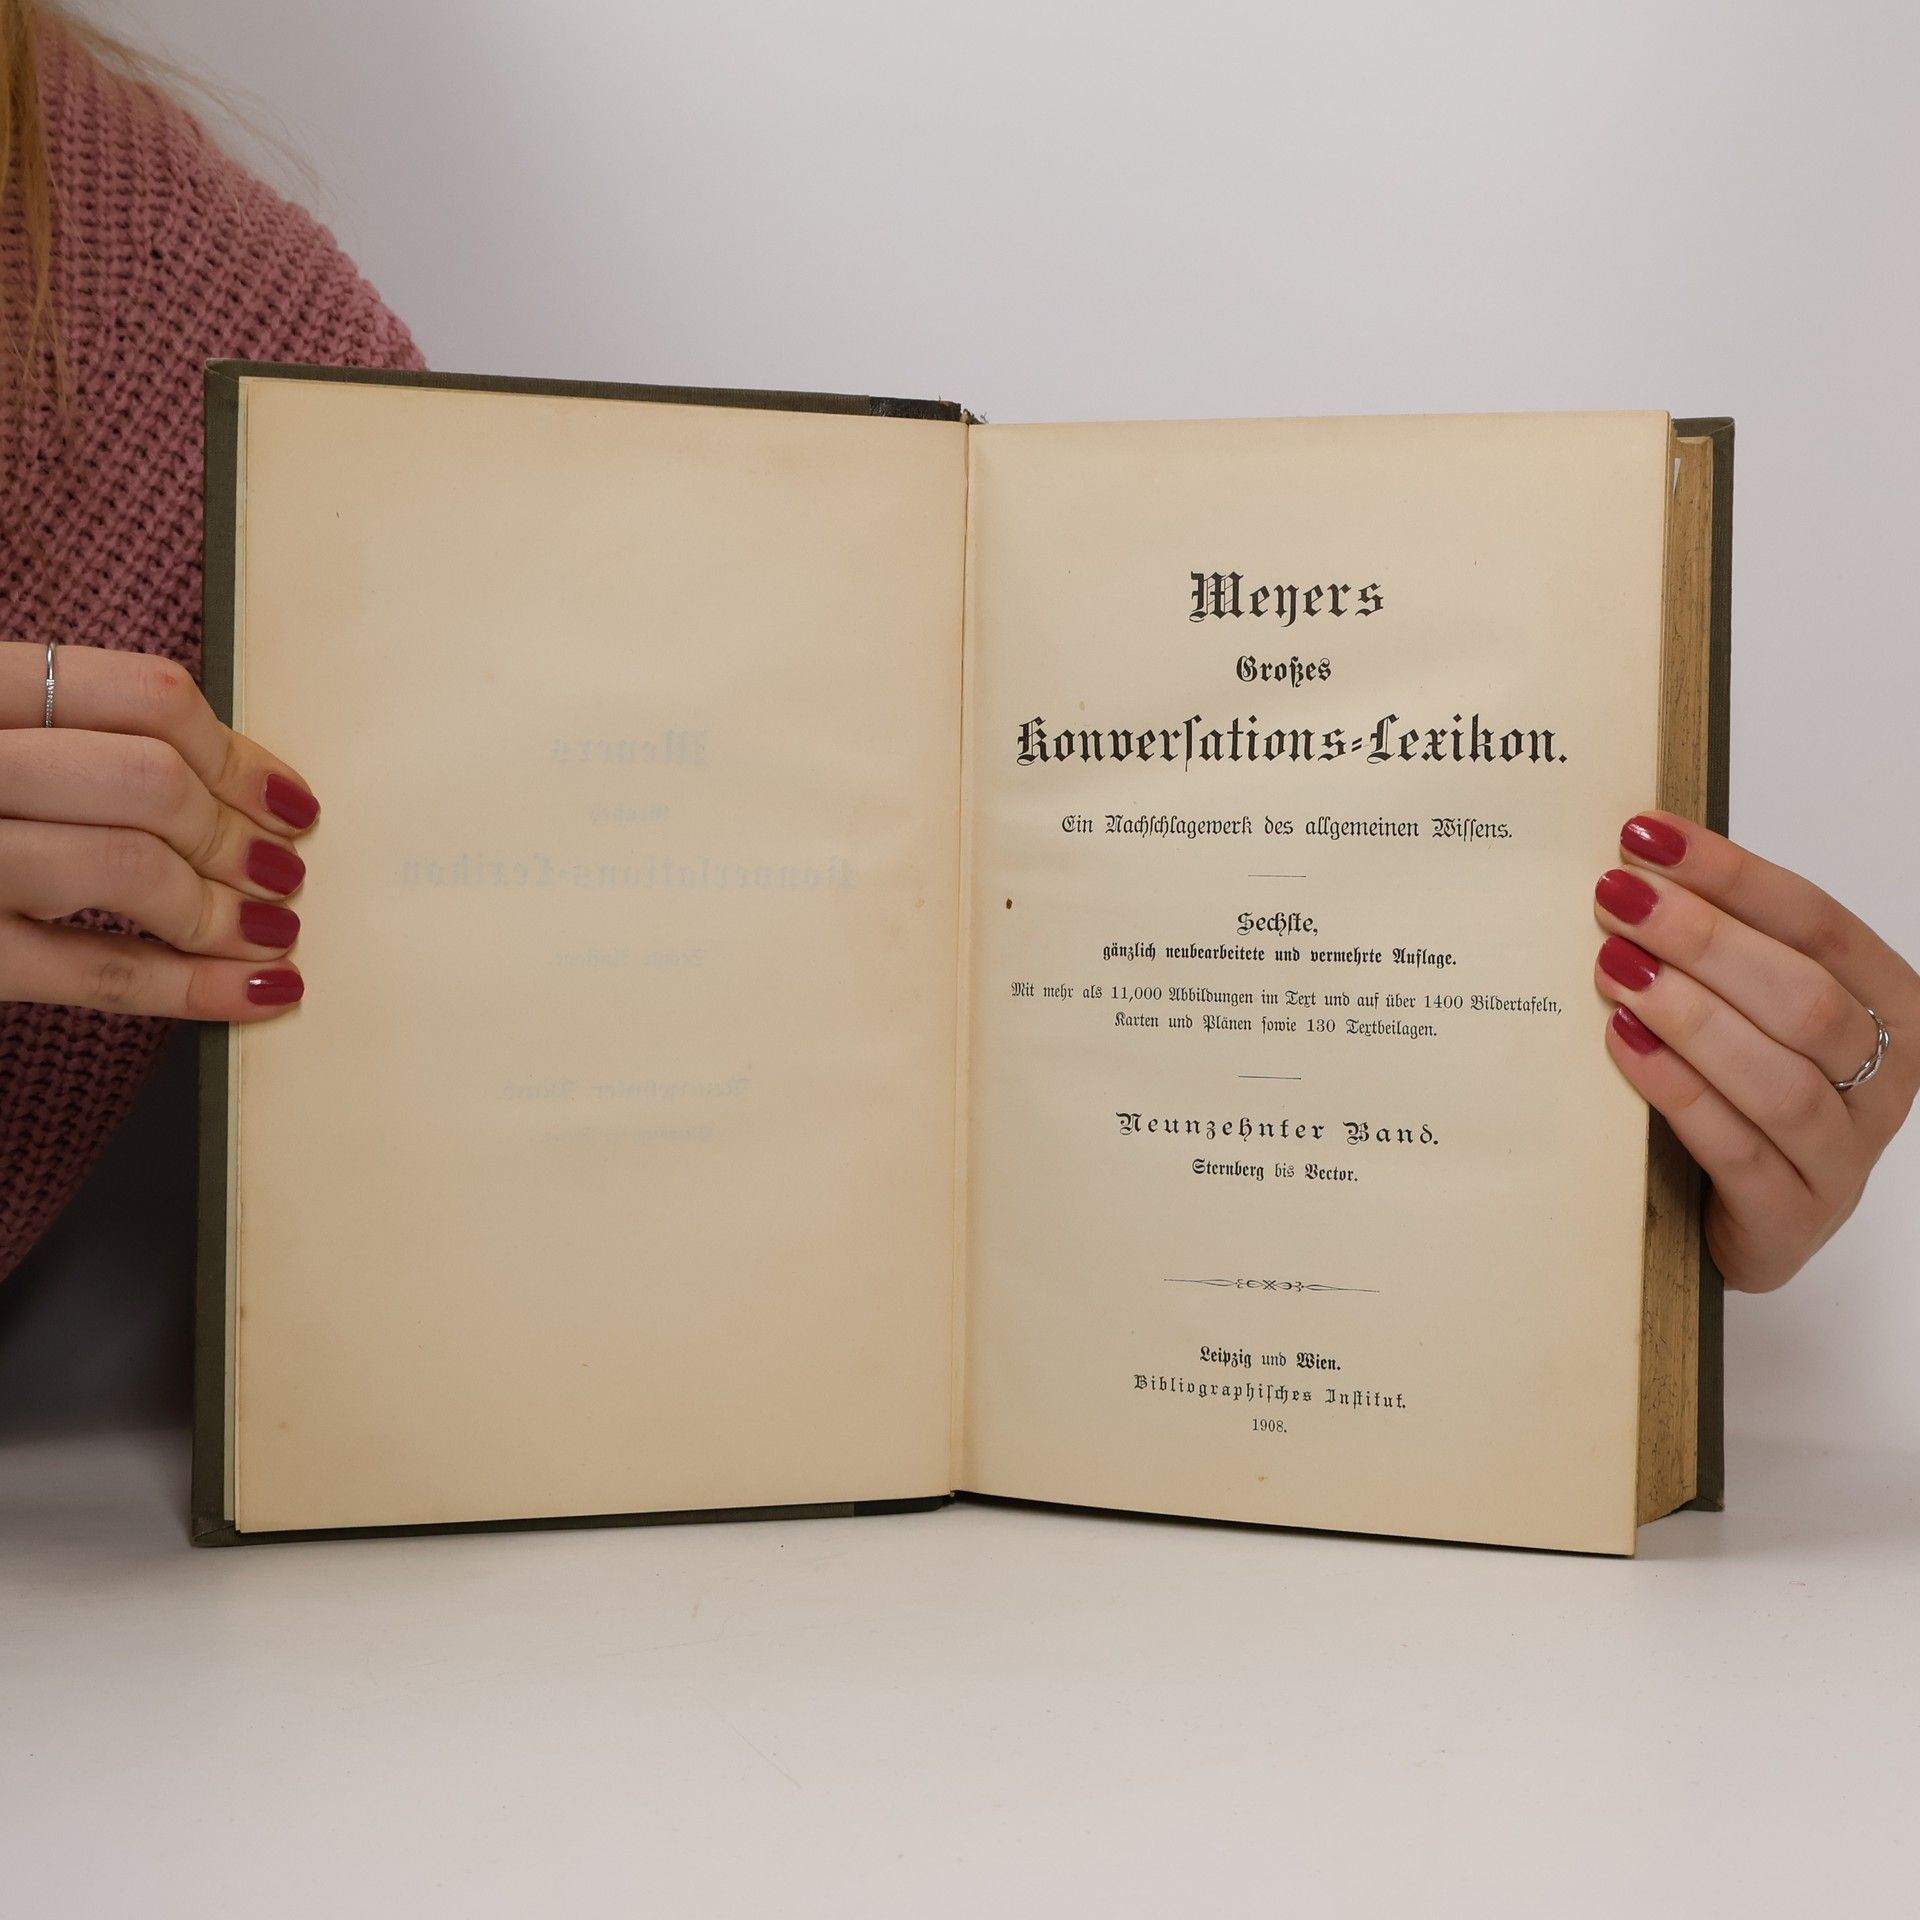 Meyers
Großes
Konverſations=Lexikon.
Ein Nachſchlagewerk des allgemeinen Wiſſens.
Sechſte,
gänzlich neubearbeitete und vermehrte Auflage.
Mit mehr als 11,000 Abbildungen im Text und auf über 1400 Bildertafeln,
Karten und Plänen ſowie 130 Textbeilagen.
Neunzehnter Band.
Sternberg bis Vector.
Leipzig und Wien.
Bibliographiſches Inſtitut.
1908.